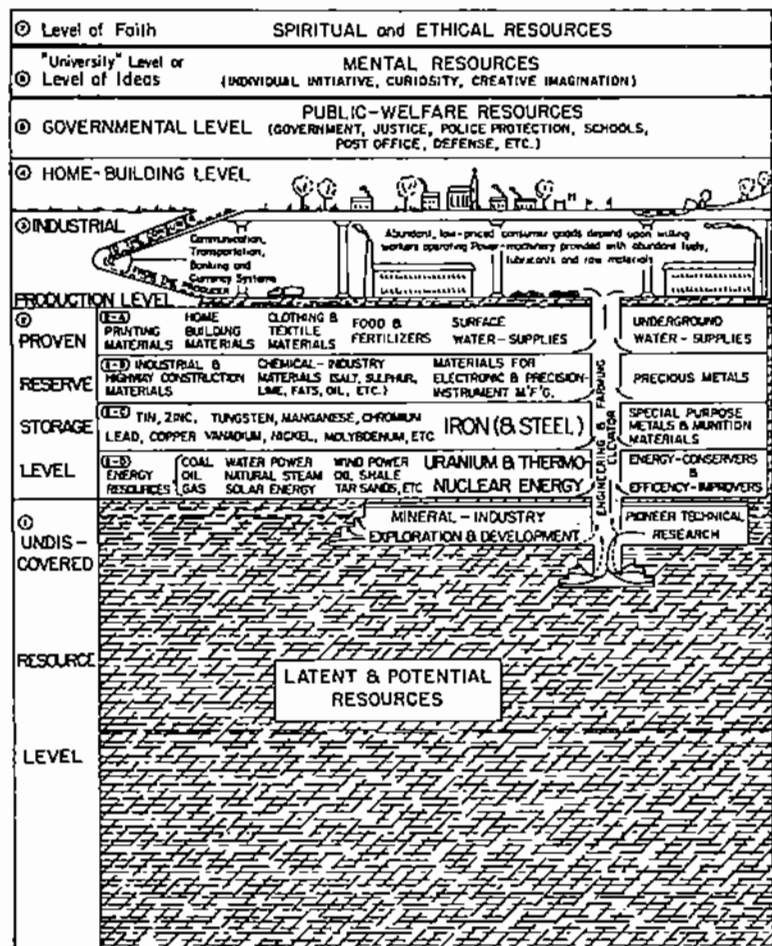 ⑦ Level of Faith SPIRITUAL and ETHICAL RESOURCES
"University" Level or
⑥ Level of Ideas
MENTAL RESOURCES
(INDIVIDUAL INITIATIVE, CURIOSITY, CREATIVE IMAGINATION)
PUBLIC-WELFARE RESOURCES
⑤ GOVERNMENTAL LEVEL (GOVERNMENT, JUSTICE, POLICE PROTECTION, SCHOOLS,
POST OFFICE, DEFENSE, ETC.)
④ HOME-BUILDING LEVEL
③ INDUSTRIAL
PRODUCTION LEVEL
Communication,
Transportation,
Banking and
Currency Systems
Abundant, low-priced consumer goods depend upon willing
workers operating Power-machinery provided with abundant fuels,
lubricants and raw materials
②
PROVEN
RESERVE
STORAGE
LEVEL
2-A
PRINTING
MATERIALS
HOME
BUILDING
MATERIALS
CLOTHING &
TEXTILE
MATERIALS
FOOD &
FERTILIZERS
SURFACE
WATER-SUPPLIES
UNDERGROUND
WATER-SUPPLIES
2-B INDUSTRIAL &
HIGHWAY CONSTRUCTION
MATERIALS
CHEMICAL-INDUSTRY
MATERIALS (SALT, SULPHUR,
LIME, FATS, OIL, ETC.)
MATERIALS FOR
ELECTRONIC & PRECISION-
INSTRUMENT M'F'G.
PRECIOUS METALS
2-C TIN, ZINC, TUNGSTEN, MANGANESE, CHROMIUM
LEAD, COPPER VANADIUM, NICKEL, MOLYBDENUM, ETC
IRON (& STEEL)
SPECIAL PURPOSE
METALS & MUNITION
MATERIALS
2-D
ENERGY
RESOURCES
COAL
OIL
GAS
WATER POWER
NATURAL STEAM
SOLAR ENERGY
WIND POWER
OIL SHALE
TAR SANDS, ETC
URANIUM & THERMO-
NUCLEAR ENERGY
ENERGY-CONSERVERS
&
EFFICENCY-IMPROVERS
ENGINEERING & FARMING
ELEVATOR
①
UNDIS-
COVERED
RESOURCE
LEVEL
MINERAL-INDUSTRY
EXPLORATION & DEVELOPMENT
PIONEER TECHNICAL
RESEARCH
LATENT & POTENTIAL
RESOURCES